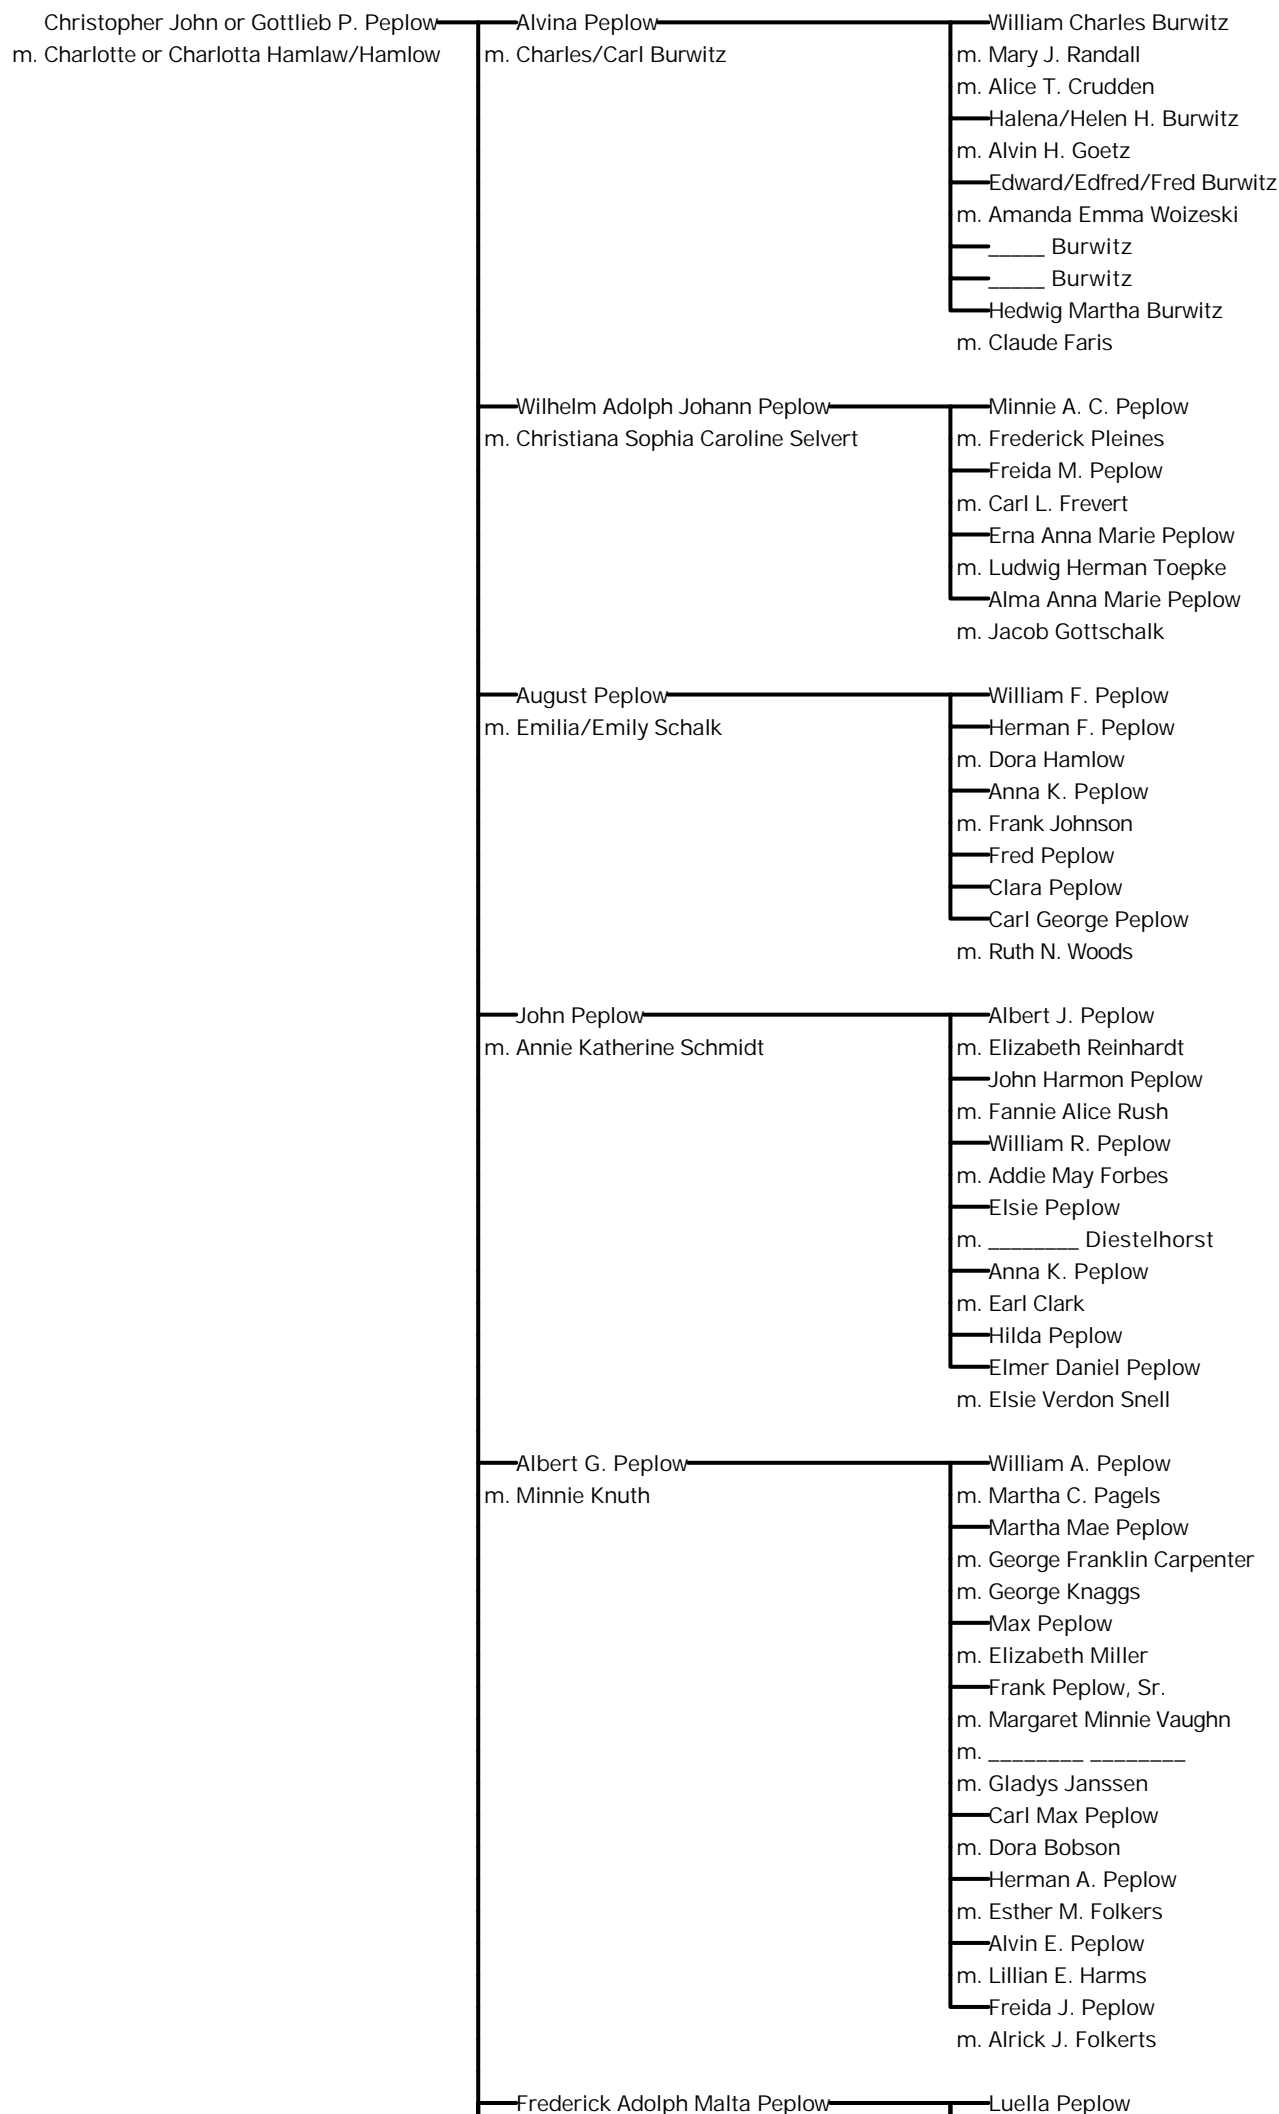 Christopher John or Gottlieb P. Peplow Alvina Peplow William Charles Burwitz
m. Charlotte or Charlotta Hamlaw/Hamlow m. Charles/Carl Burwitz m. Mary J. Randall
m. Alice T. Crudden
Halena/Helen H. Burwitz
m. Alvin H. Goetz
Edward/Edfred/Fred Burwitz
m. Amanda Emma Woizeski
_____ Burwitz
_____ Burwitz
Hedwig Martha Burwitz
m. Claude Faris
Wilhelm Adolph Johann Peplow Minnie A. C. Peplow
m. Christiana Sophia Caroline Selvert m. Frederick Pleines
Freida M. Peplow
m. Carl L. Frevert
Erna Anna Marie Peplow
m. Ludwig Herman Toepke
Alma Anna Marie Peplow
m. Jacob Gottschalk
August Peplow William F. Peplow
m. Emilia/Emily Schalk Herman F. Peplow
m. Dora Hamlow
Anna K. Peplow
m. Frank Johnson
Fred Peplow
Clara Peplow
Carl George Peplow
m. Ruth N. Woods
John Peplow Albert J. Peplow
m. Annie Katherine Schmidt m. Elizabeth Reinhardt
John Harmon Peplow
m. Fannie Alice Rush
William R. Peplow
m. Addie May Forbes
Elsie Peplow
m. ________ Diestelhorst
Anna K. Peplow
m. Earl Clark
Hilda Peplow
Elmer Daniel Peplow
m. Elsie Verdon Snell
Albert G. Peplow William A. Peplow
m. Minnie Knuth m. Martha C. Pagels
Martha Mae Peplow
m. George Franklin Carpenter
m. George Knaggs
Max Peplow
m. Elizabeth Miller
Frank Peplow, Sr.
m. Margaret Minnie Vaughn
m. ________ ________
m. Gladys Janssen
Carl Max Peplow
m. Dora Bobson
Herman A. Peplow
m. Esther M. Folkers
Alvin E. Peplow
m. Lillian E. Harms
Freida J. Peplow
m. Alrick J. Folkerts
Frederick Adolph Malta Peplow Luella Peplow